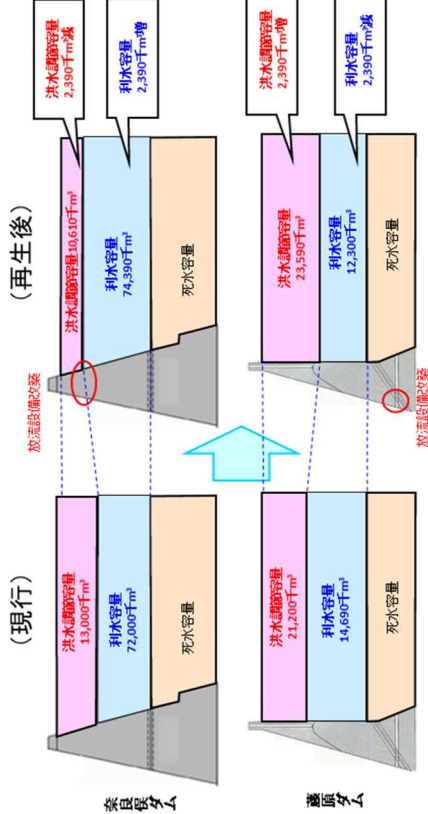 (現行)
(再生後)
奈良俣ダム
洪水調節容量
13,000千m³
利水容量
72,000千m³
死水容量
放流設備改築
洪水調節容量10,610千m³
利水容量
74,390千m³
死水容量
洪水調節容量
2,390千m³減
利水容量
2,390千m³増
藤原ダム
洪水調節容量
21,200千m³
利水容量
14,690千m³
死水容量
放流設備改築
洪水調節容量
23,590千m³
利水容量
12,300千m³
死水容量
洪水調節容量
2,390千m³増
利水容量
2,390千m³減